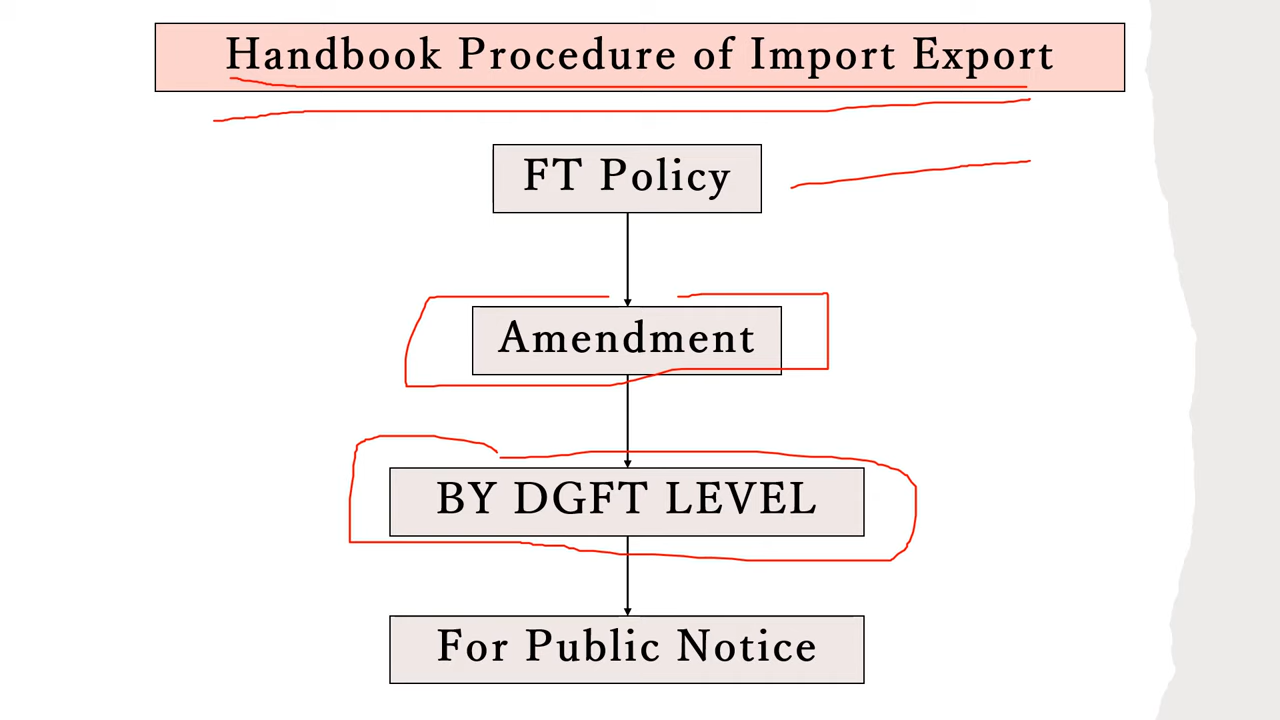 Handbook Procedure of Import Export
FT Policy
Amendment
BY DGFT LEVEL
For Public Notice